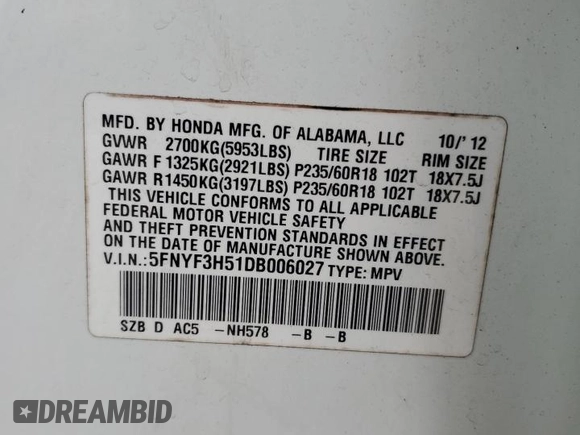 MFD. BY HONDA MFG. OF ALABAMA, LLC 10/'12
GVWR 2700KG(5953LBS) TIRE SIZE RIM SIZE
GAWR F 1325KG(2921LBS) P235/60R18 102T 18X7.5J
GAWR R1450KG(3197LBS) P235/60R18 102T 18X7.5J
THIS VEHICLE CONFORMS TO ALL APPLICABLE
FEDERAL MOTOR VEHICLE SAFETY
AND THEFT PREVENTION STANDARDS IN EFFECT
ON THE DATE OF MANUFACTURE SHOWN ABOVE.
V.I.N.:5FNYF3H51DB006027 TYPE: MPV
SZB D AC5 -NH578 -B -B
DREAMBID